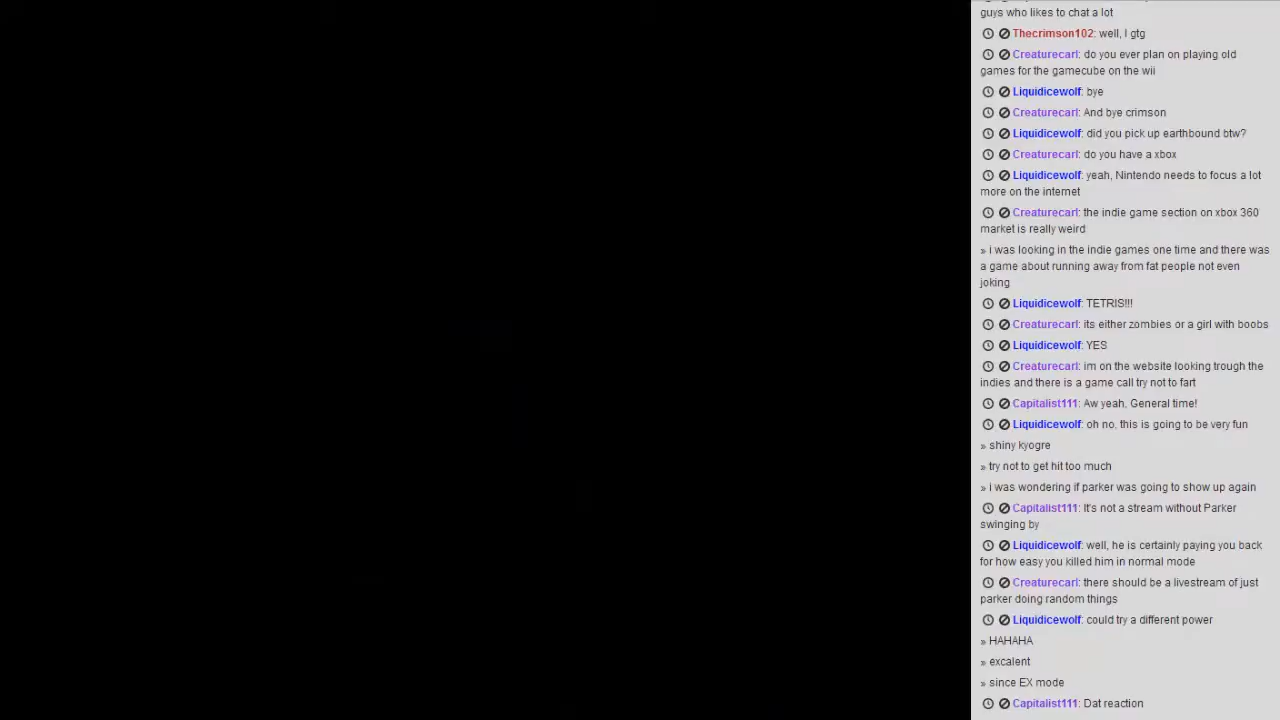 guys who likes to chat a lot
Thecrimson102: well, I gtg
Creaturecarl: do you ever plan on playing old
games for the gamecube on the wii
Liquidicewolf: bye
Creaturecarl: And bye crimson
Liquidicewolf: did you pick up earthbound btw?
Creaturecarl: do you have a xbox
Liquidicewolf: yeah, Nintendo needs to focus a lot
more on the internet
Creaturecarl: the indie game section on xbox 360
market is really weird
» i was looking in the indie games one time and there was
a game about running away from fat people not even
joking
Liquidicewolf: TETRIS!!!
Creaturecarl: its either zombies or a girl with boobs
Liquidicewolf: YES
Creaturecarl: im on the website looking trough the
indies and there is a game call try not to fart
Capitalist111: Aw yeah, General time!
Liquidicewolf: oh no, this is going to be very fun
» shiny kyogre
» try not to get hit too much
» i was wondering if parker was going to show up again
Capitalist111: It's not a stream without Parker
swinging by
Liquidicewolf: well, he is certainly paying you back
for how easy you killed him in normal mode
Creaturecarl: there should be a livestream of just
parker doing random things
Liquidicewolf: could try a different power
» HAHAHA
» excalent
» since EX mode
Capitalist111: Dat reaction